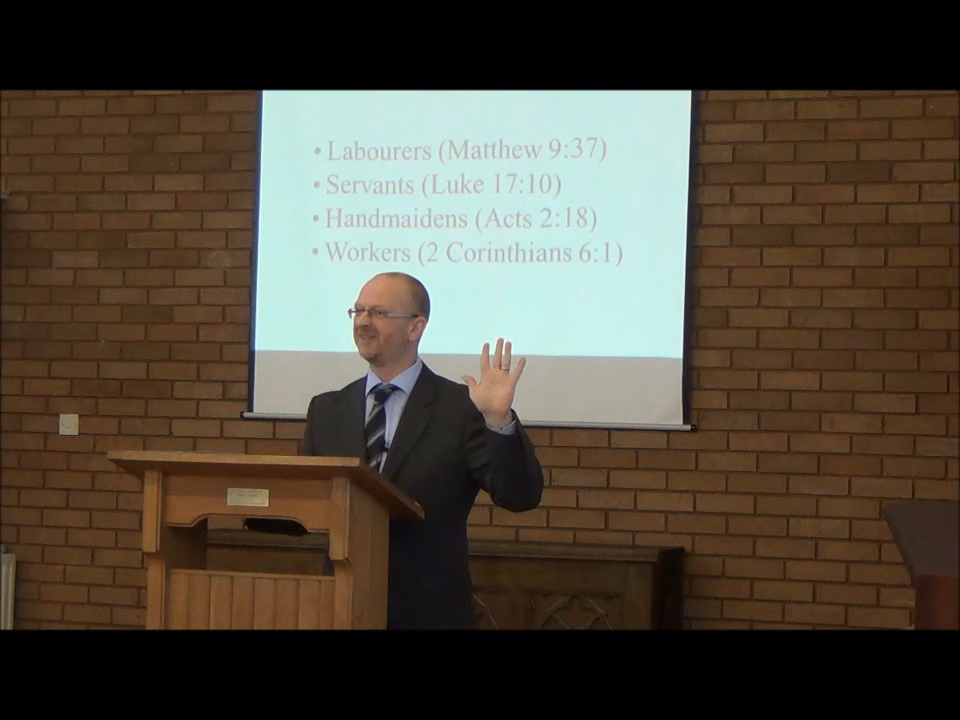 • Labourers (Matthew 9:37)
• Servants (Luke 17:10)
• Handmaidens (Acts 2:18)
• Workers (2 Corinthians 6:1)